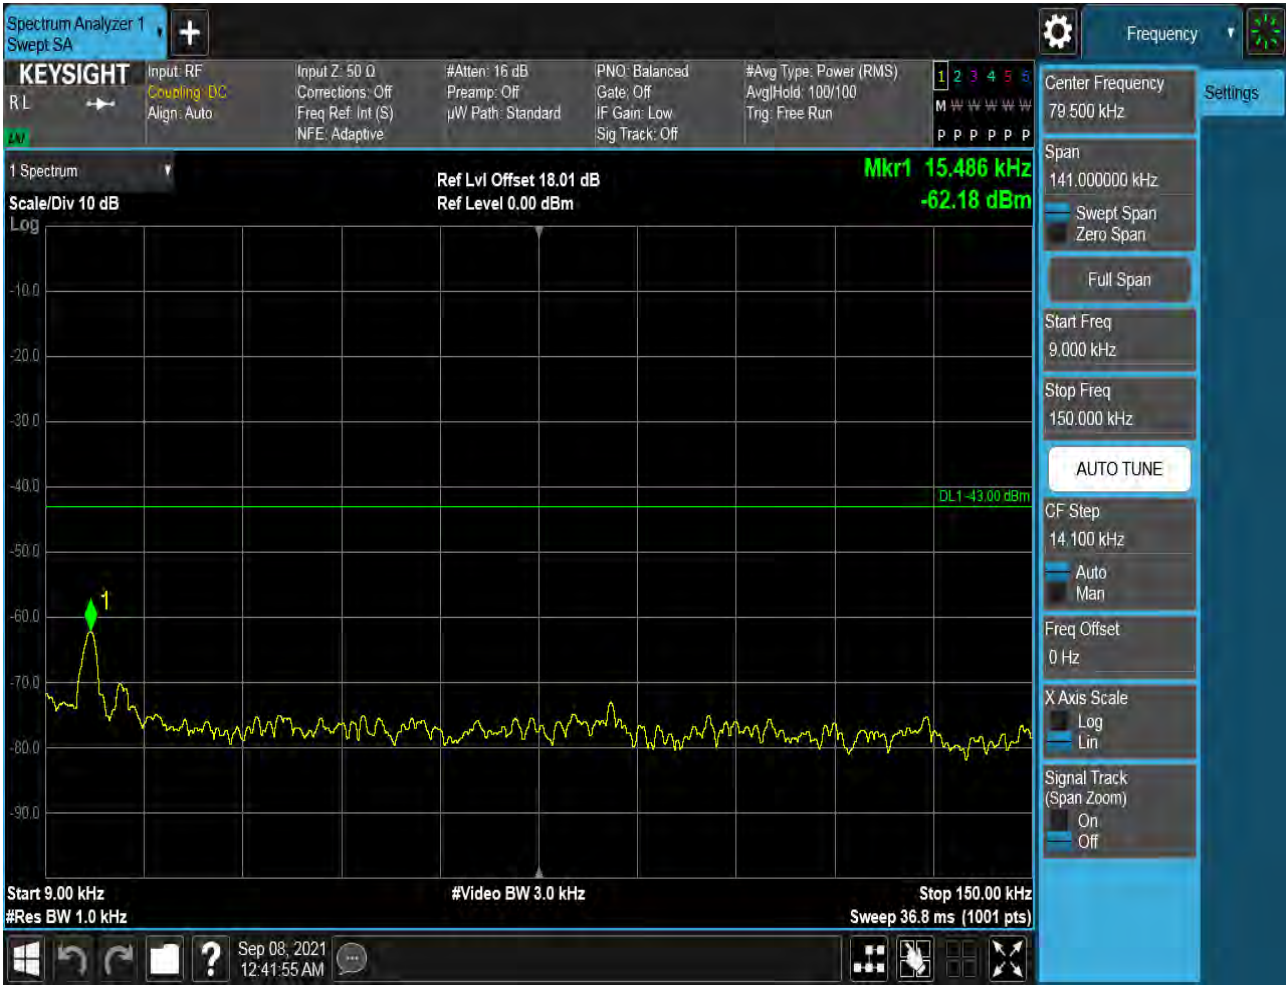 Spectrum Analyzer 1
Swept SA
Frequency
KEYSIGHT
R L
Input: RF
Coupling: DC
Align: Auto
Input Z: 50 Ω
Corrections: Off
Freq Ref: Int (S)
NFE: Adaptive
#Atten: 16 dB
Preamp: Off
µW Path: Standard
PNO: Balanced
Gate: Off
IF Gain: Low
Sig Track: Off
#Avg Type: Power (RMS)
Avg|Hold: 100/100
Trig: Free Run
1 2 3 4 5 6
M W W W W W
P P P P P P
LXI
1 Spectrum
Scale/Div 10 dB
Log
Ref Lvl Offset 18.01 dB
Ref Level 0.00 dBm
Mkr1 15.486 kHz
-62.18 dBm
-10.0
-20.0
-30.0
-40.0
DL1 -43.00 dBm
-50.0
1
-60.0
-70.0
-80.0
-90.0
Start 9.00 kHz
#Res BW 1.0 kHz
#Video BW 3.0 kHz
Stop 150.00 kHz
Sweep 36.8 ms (1001 pts)
Sep 08, 2021
12:41:55 AM
Center Frequency
79.500 kHz
Settings
Span
141.000000 kHz
Swept Span
Zero Span
Full Span
Start Freq
9.000 kHz
Stop Freq
150.000 kHz
AUTO TUNE
CF Step
14.100 kHz
Auto
Man
Freq Offset
0 Hz
X Axis Scale
Log
Lin
Signal Track
(Span Zoom)
On
Off